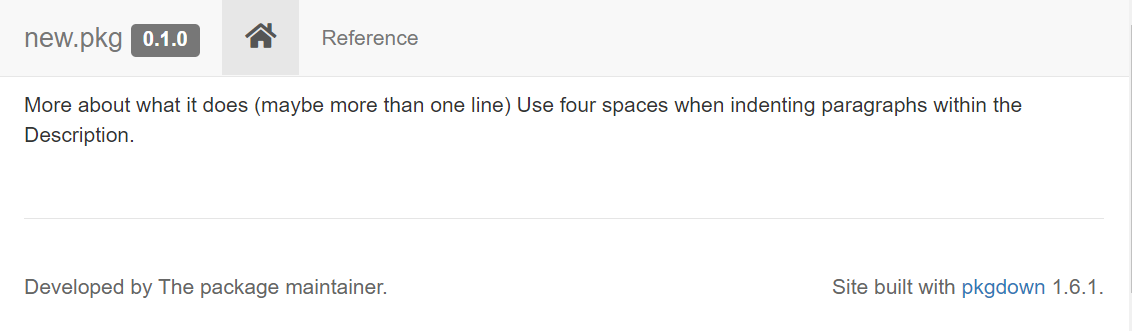 new.pkg 0.1.0 Reference
More about what it does (maybe more than one line) Use four spaces when indenting paragraphs within the
Description.
Developed by The package maintainer. Site built with pkgdown 1.6.1.